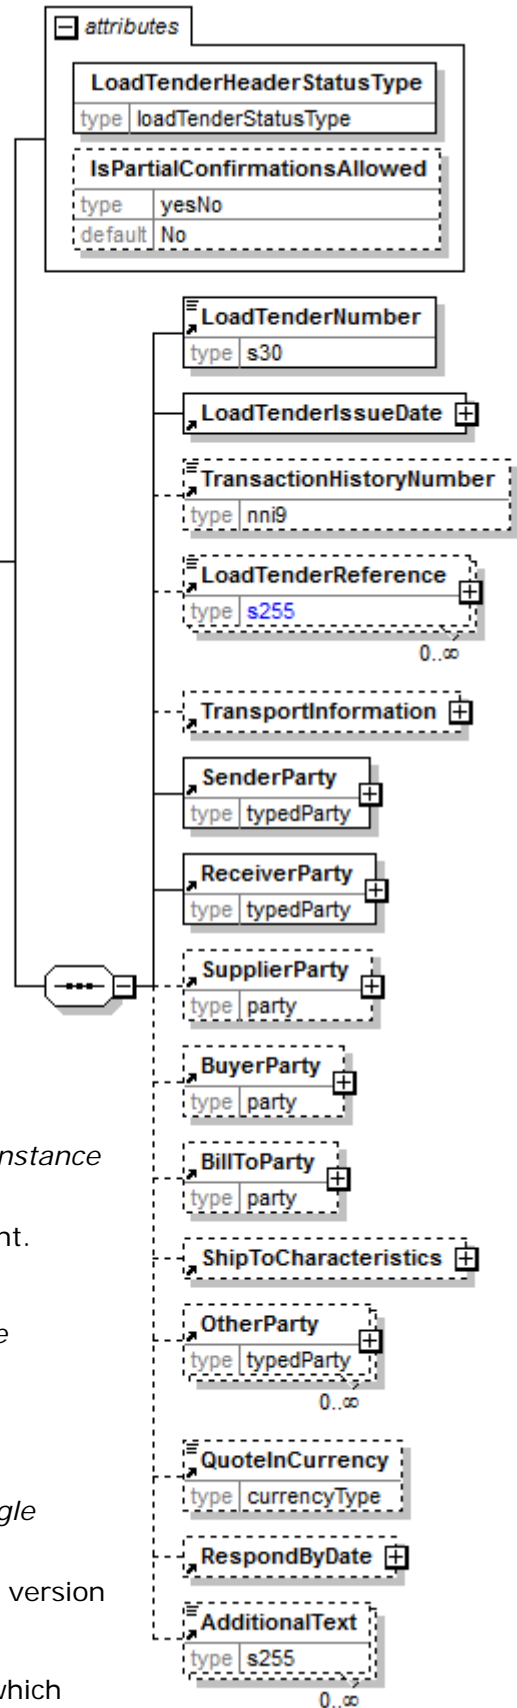 attributes
LoadTenderHeaderStatusType
type loadTenderStatusType
IsPartialConfirmationsAllowed
type yesNo
default No
LoadTenderNumber
type s30
LoadTenderIssueDate
TransactionHistoryNumber
type nni9
LoadTenderReference
type s255
0..∞
TransportInformation
SenderParty
type typedParty
ReceiverParty
type typedParty
SupplierParty
type party
BuyerParty
type party
nstance
BillToParty
type party
nt.
ShipToCharacteristics
e
OtherParty
type typedParty
0..∞
QuoteInCurrency
type currencyType
gle
RespondByDate
version
AdditionalText
type s255
which
0..∞